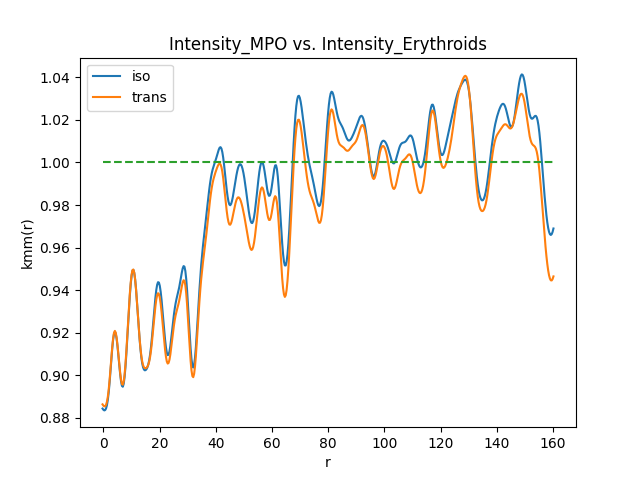 Intensity_MPO vs. Intensity_Erythroids
iso
trans
1.04
1.02
1.00
0.98
0.96
0.94
0.92
0.90
0.88
kmm(r)
0 20 40 60 80 100 120 140 160
r